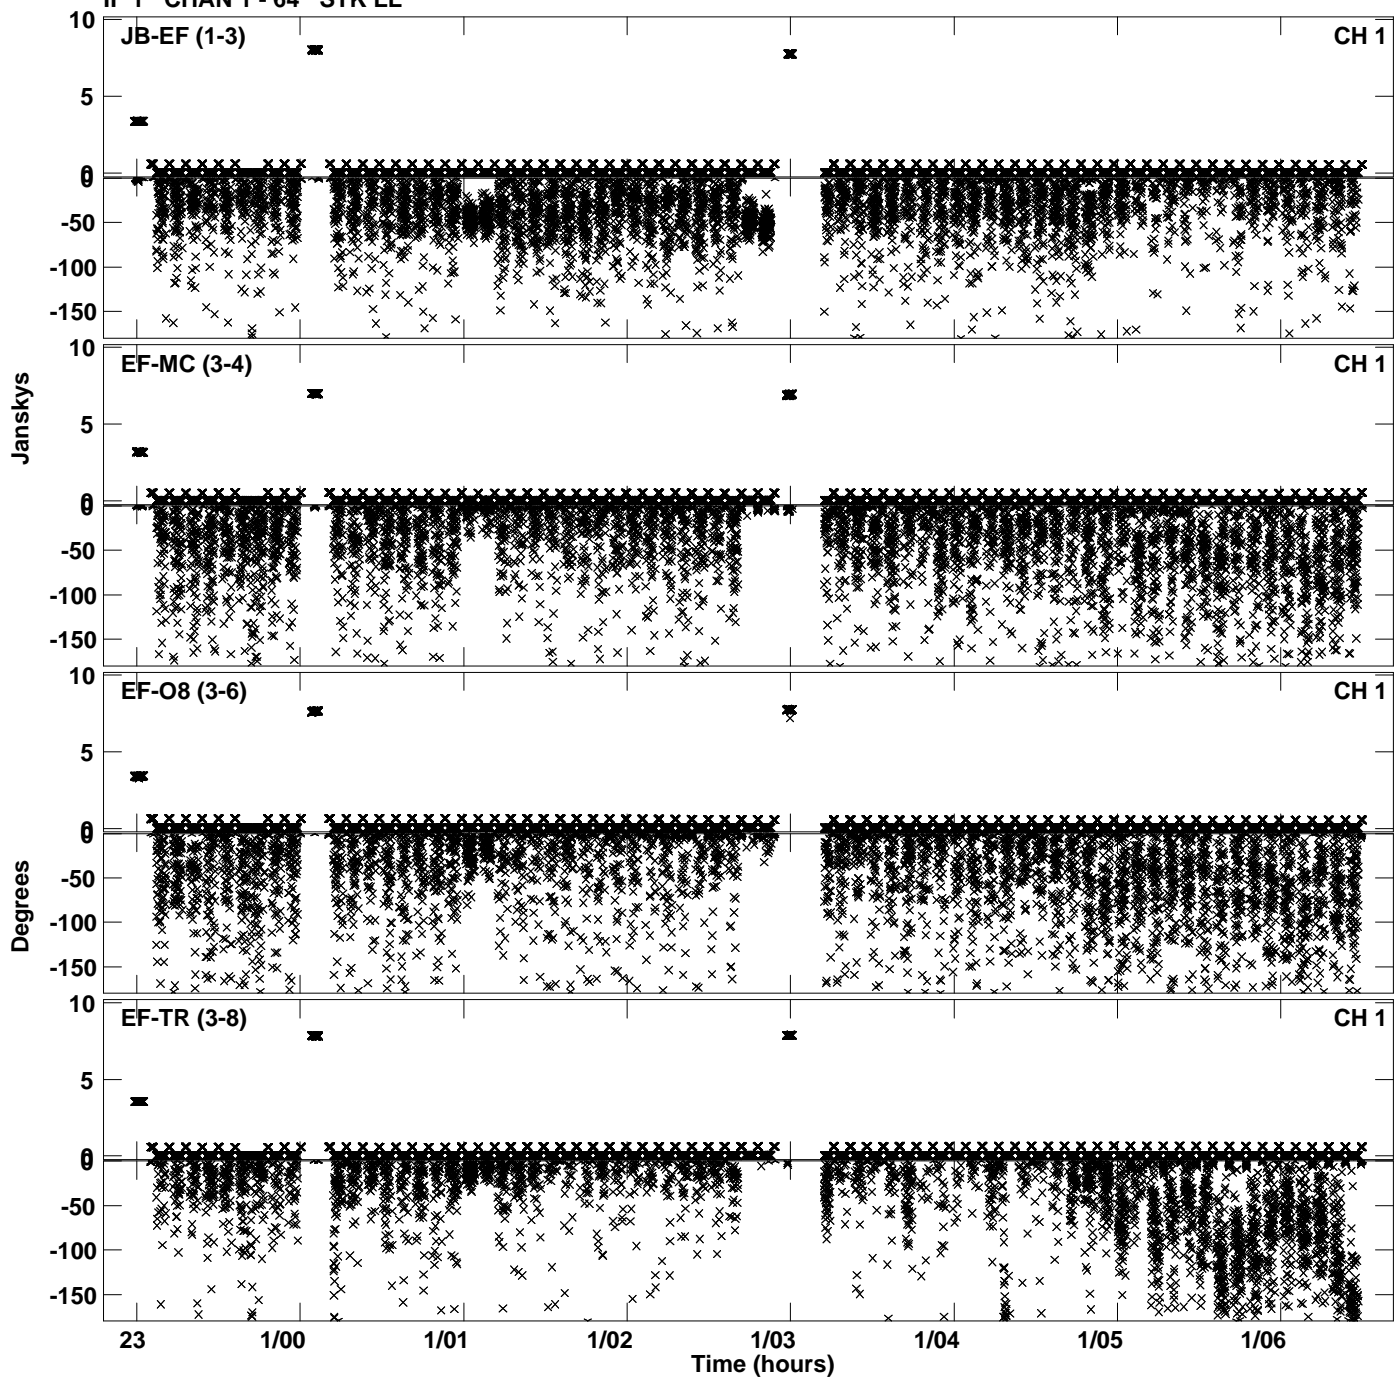 IF 1 CHAN 1 - 64 STK LL
10
JB-EF (1-3)
CH 1
5
0
0
-50
-100
-150
10
EF-MC (3-4)
CH 1
5
0
0
-50
-100
-150
10
EF-O8 (3-6)
CH 1
5
0
0
-50
-100
-150
10
EF-TR (3-8)
CH 1
5
0
0
-50
-100
-150
Janskys
Degrees
23 1/00 1/01 1/02 1/03 1/04 1/05 1/06
Time (hours)